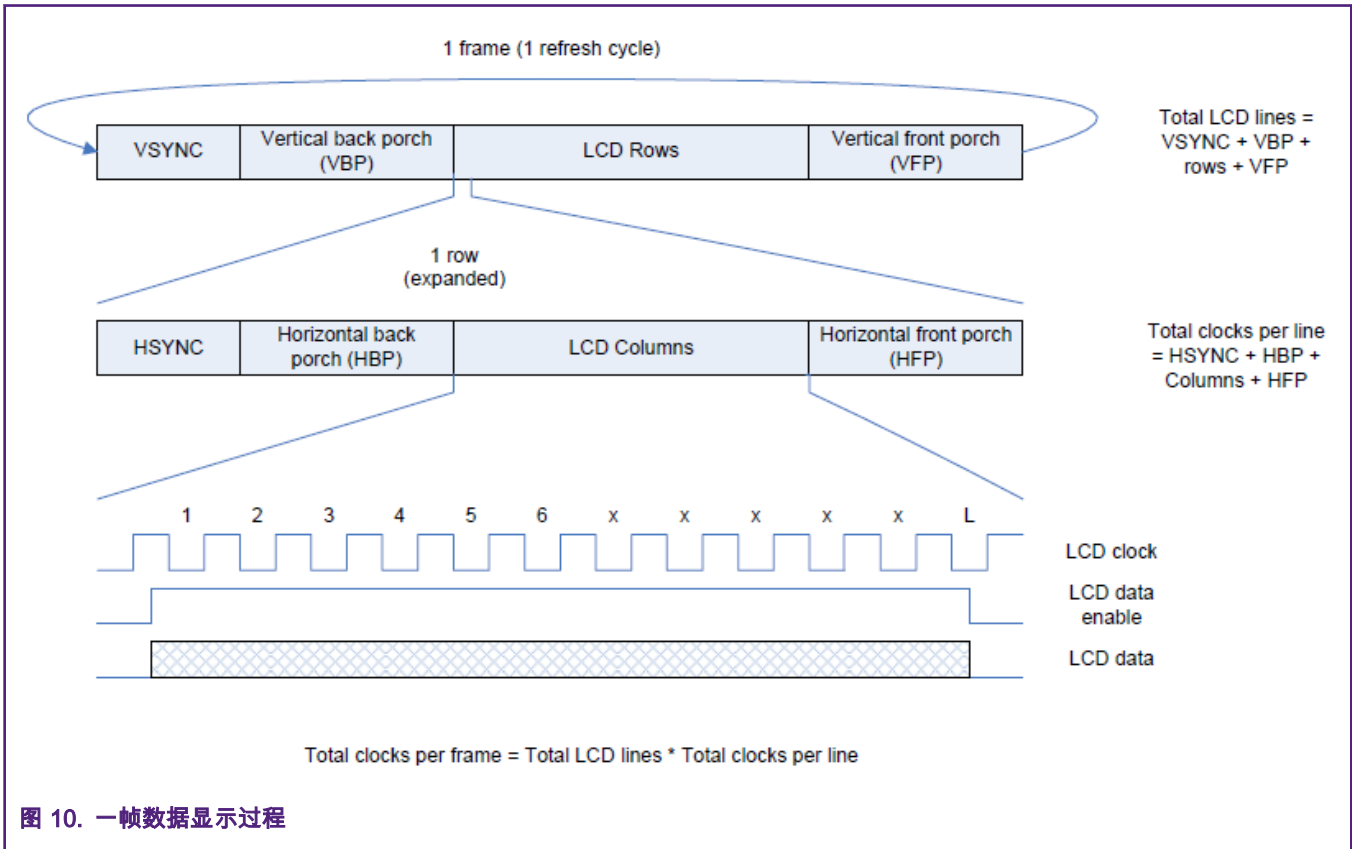 1 frame (1 refresh cycle)
VSYNC
Vertical back porch
(VBP)
LCD Rows
Vertical front porch
(VFP)
Total LCD lines =
VSYNC + VBP +
rows + VFP
1 row
(expanded)
HSYNC
Horizontal back
porch (HBP)
LCD Columns
Horizontal front porch
(HFP)
Total clocks per line
= HSYNC + HBP +
Columns + HFP
1 2 3 4 5 6 x x x x x L
LCD clock
LCD data
enable
LCD data
Total clocks per frame = Total LCD lines * Total clocks per line
图 10. 一帧数据显示过程